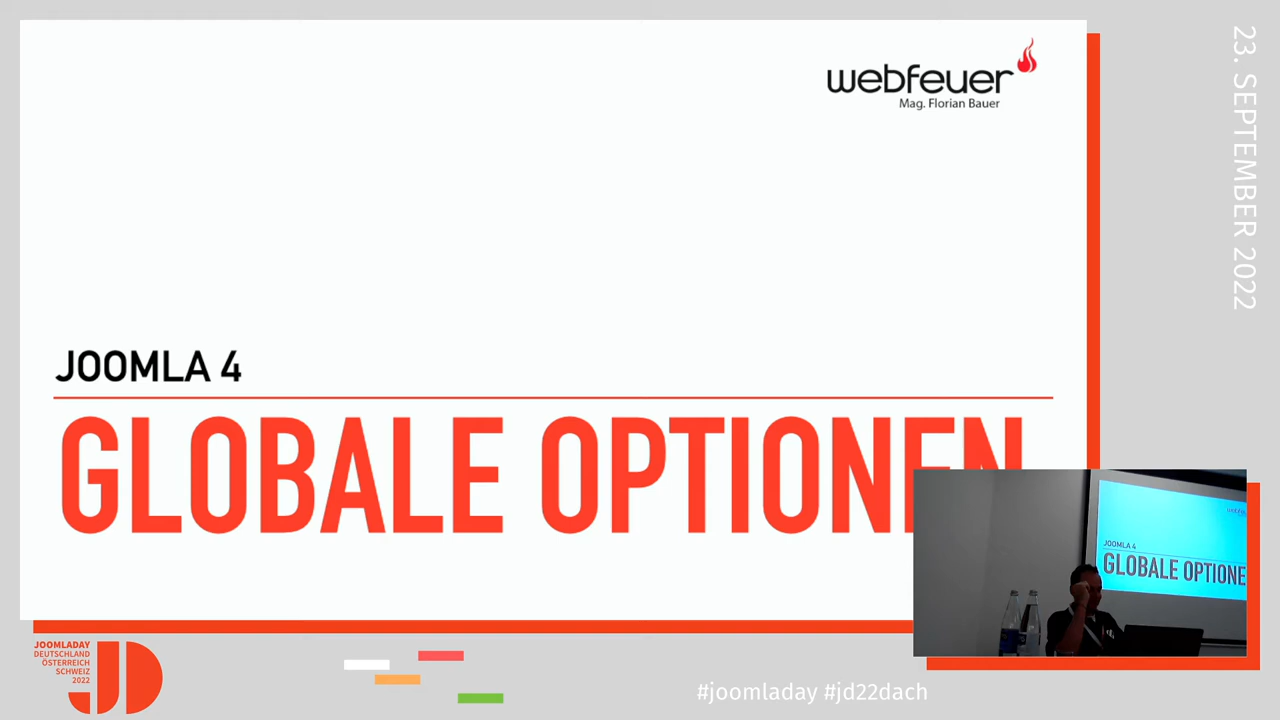 webfeuer
Mag. Florian Bauer
23. SEPTEMBER 2022
JOOMLA 4
GLOBALE OPTIONEN
JOOMLA 4
GLOBALE OPTIONE
JOOMLADAY
DEUTSCHLAND
ÖSTERREICH
SCHWEIZ
2022
JD
#joomladay #jd22dach